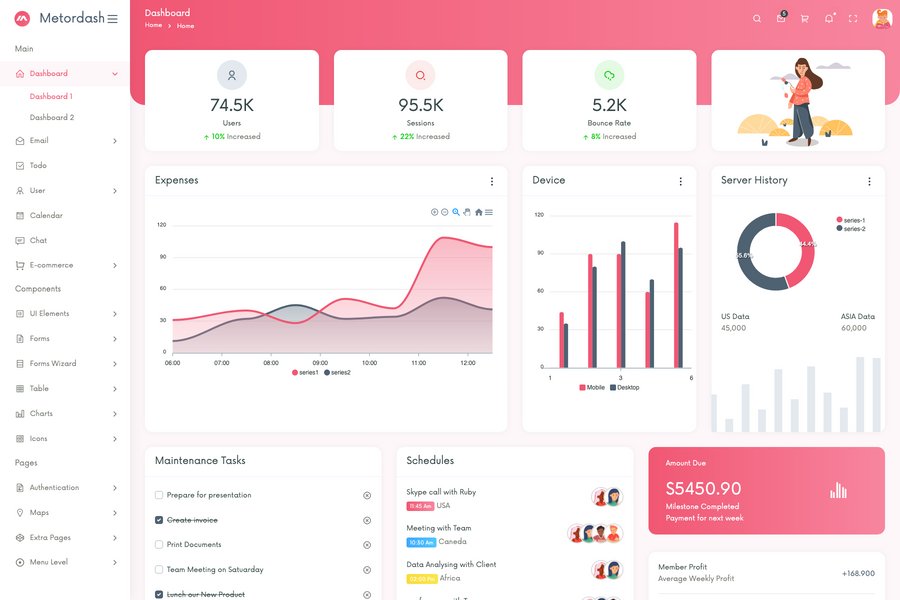 Metordash
Main
Dashboard
Dashboard 1
Dashboard 2
Email
Todo
User
Calendar
Chat
E-commerce
Components
UI Elements
Forms
Forms Wizard
Table
Charts
Icons
Pages
Authentication
Maps
Extra Pages
Menu Level
Dashboard
Home > Home
74.5K
Users
10% Increased
95.5K
Sessions
22% Increased
5.2K
Bounce Rate
8% Increased
Expenses
120
90
60
30
0
06:00 07:00 08:00 09:00 10:00 11:00 12:00
series1 series2
Device
120
90
60
30
0
1 3 6
Mobile Desktop
Server History
series-1
series-2
44.4%
55.6%
US Data
45,000
ASIA Data
60,000
Maintenance Tasks
Prepare for presentation
Create invoice
Print Documents
Team Meeting on Satuarday
Lunch our New Product
Schedules
Skype call with Ruby
11:45 Am USA
Meeting with Team
10:30 Am Caneda
Data Analysing with Client
Africa
Amount Due
$5450.90
Milestone Completed
Payment for next week
Member Profit
Average Weekly Profit
+168.900